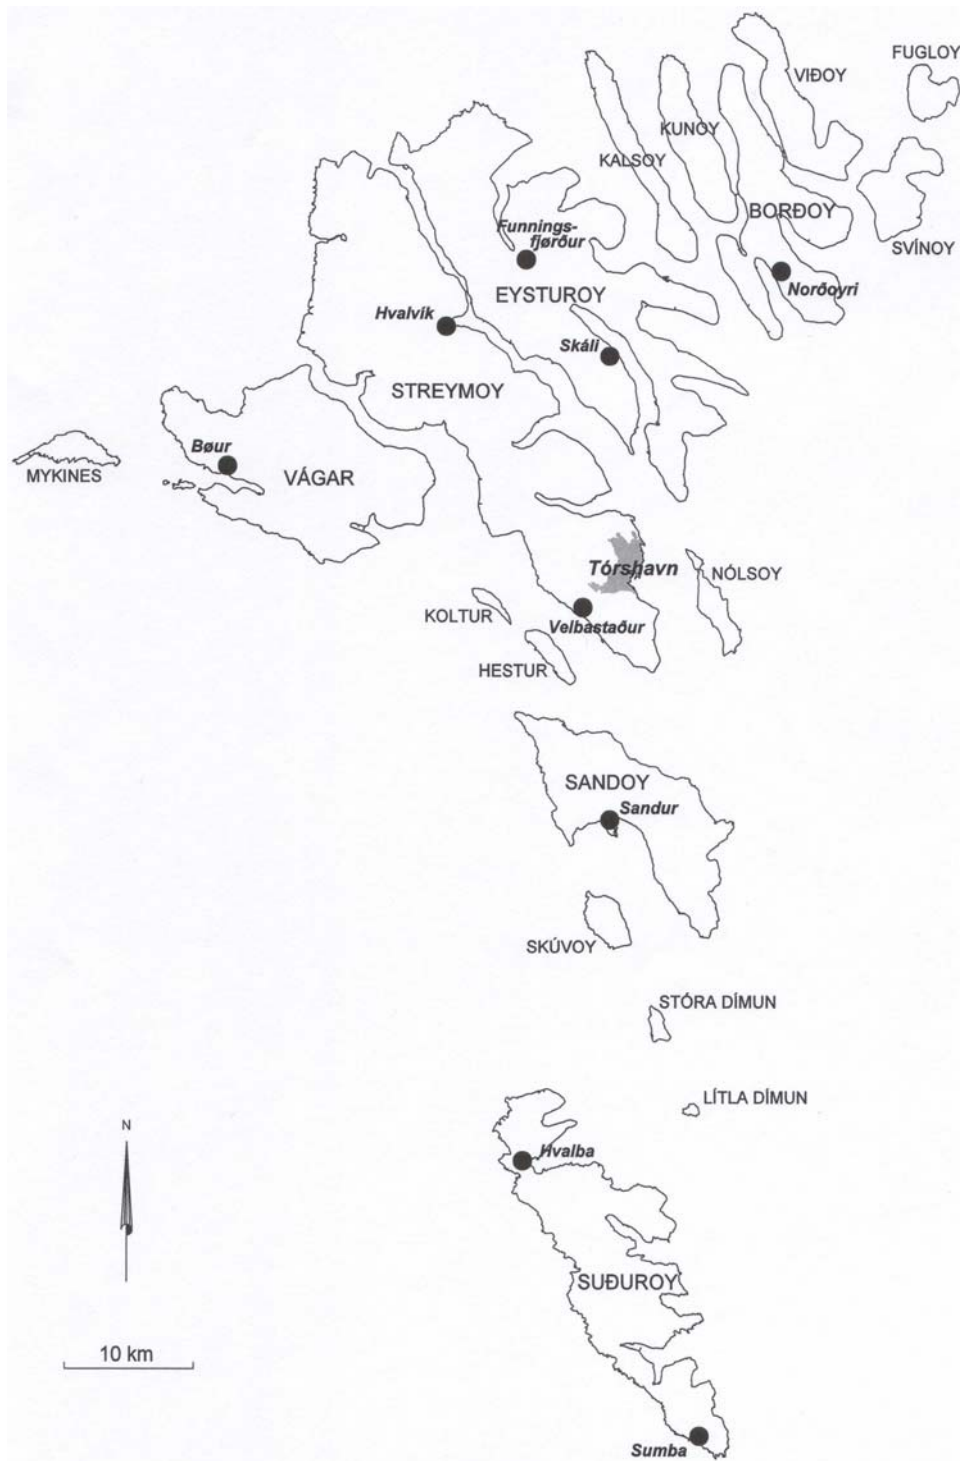 FUGLOY
VIÐOY
KUNOY
KALSOY
BORÐOY
SVÍNOY
Funnings-
fjørður
Norðoyri
EYSTUROY
Hvalvík
Skáli
STREYMOY
Bøur
MYKINES
VÁGAR
Tórshavn
NÓLSOY
KOLTUR
Velbastaður
HESTUR
SANDOY
Sandur
SKÚVOY
STÓRA DÍMUN
LÍTLA DÍMUN
N
Hvalba
SUÐUROY
10 km
Sumba